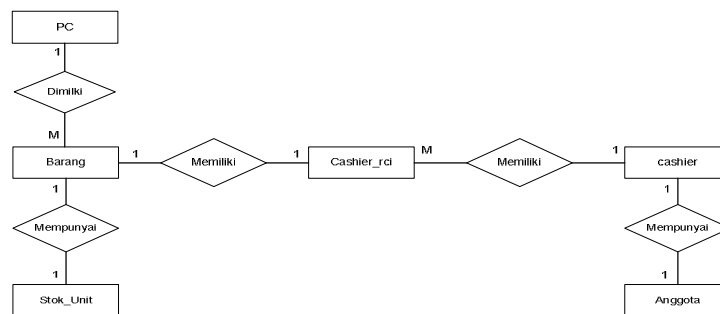 PC
1
Dimilki
M
Barang
1
Memiliki
1
Cashier_rci
M
Memiliki
1
cashier
1
1
Mempunyai
Mempunyai
1
1
Stok_Unit
Anggota